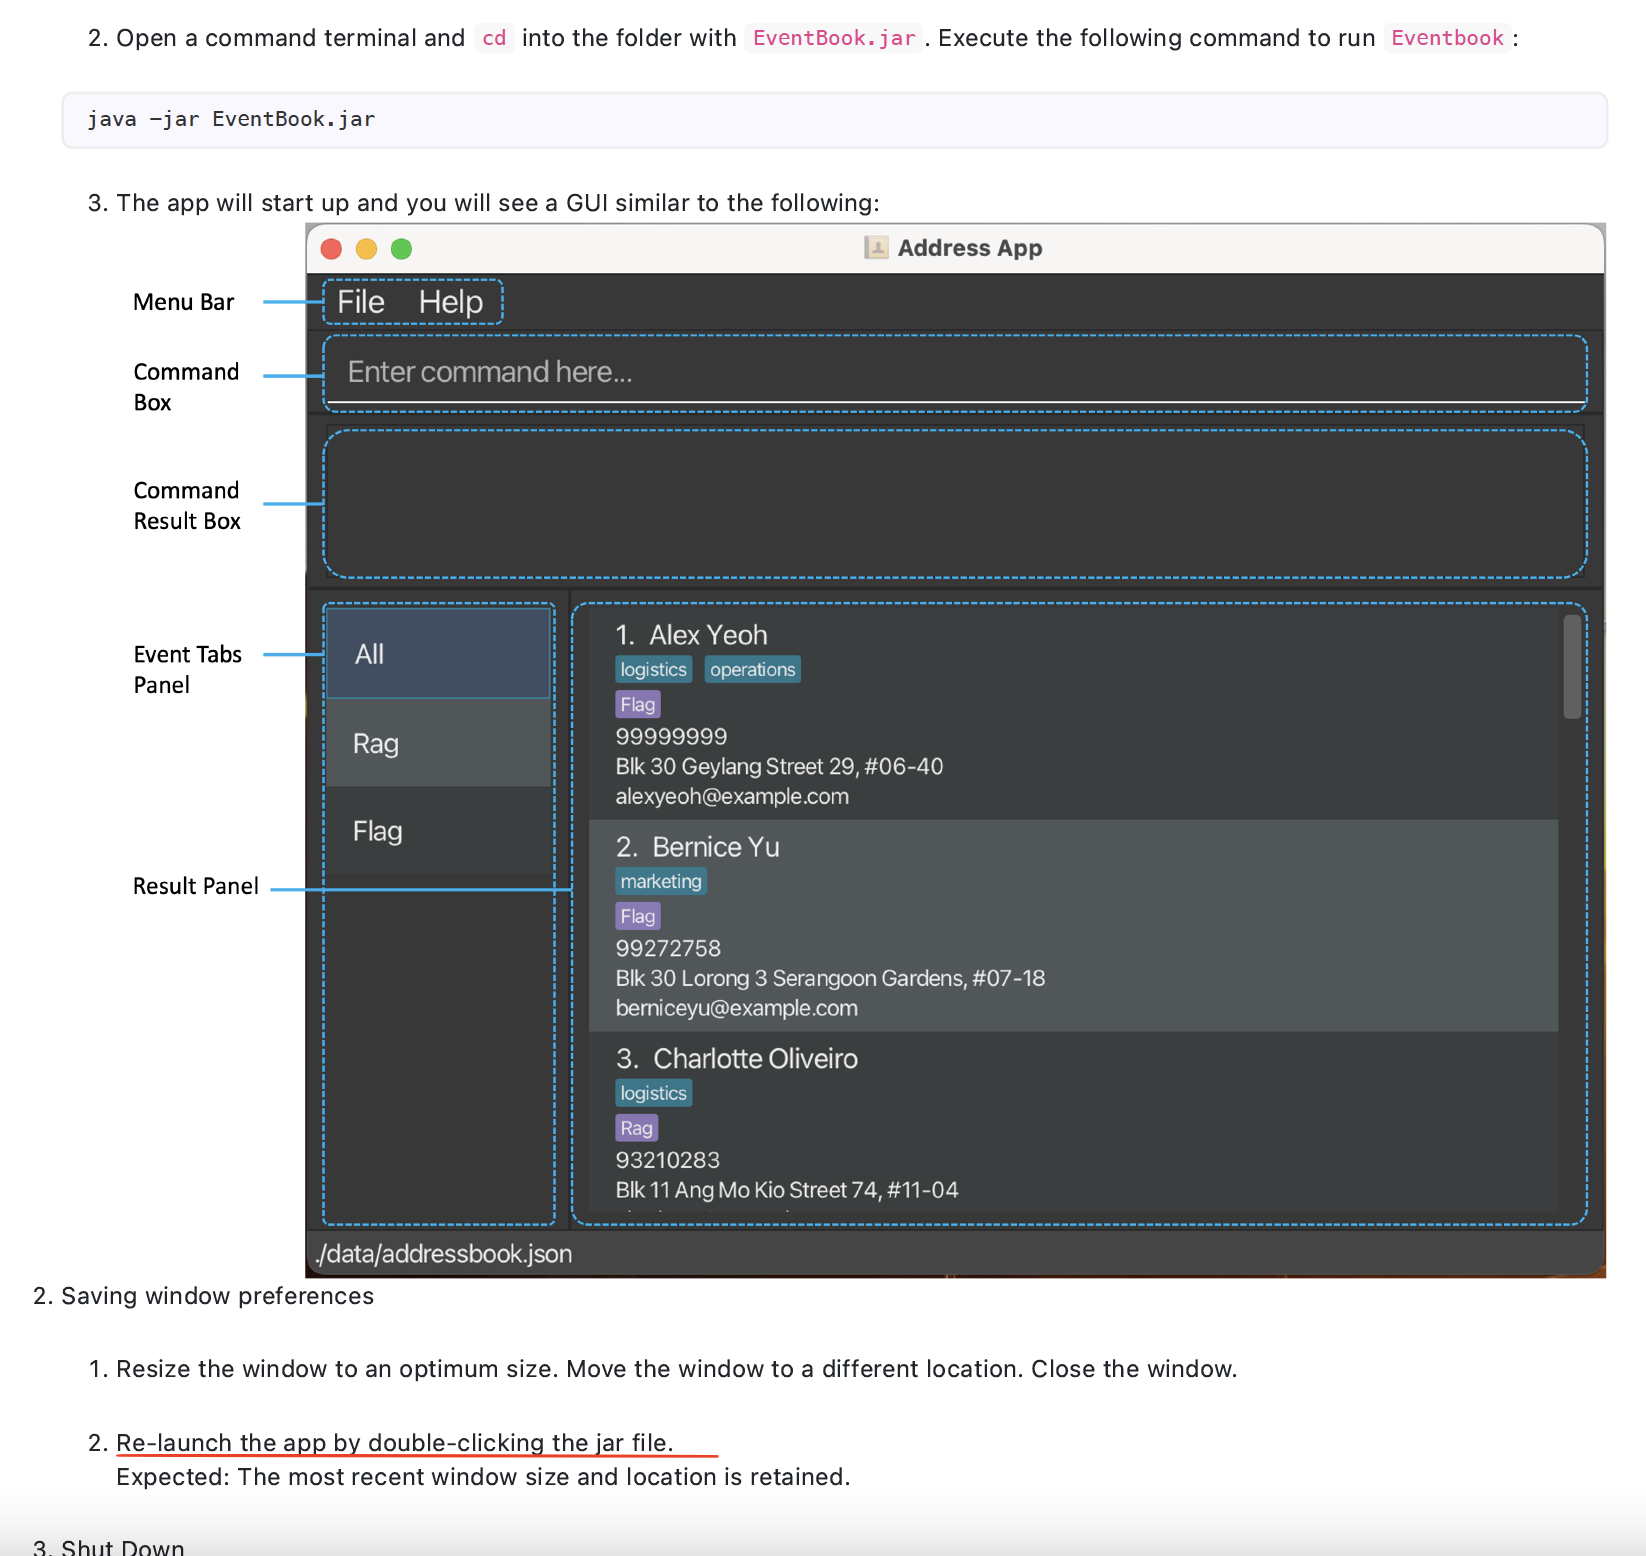 2. Open a command terminal and cd into the folder with EventBook.jar. Execute the following command to run Eventbook:
java -jar EventBook.jar
3. The app will start up and you will see a GUI similar to the following:
Address App
Menu Bar
File Help
Command
Box
Enter command here...
Command
Result Box
Event Tabs
Panel
All
Rag
Flag
Result Panel
1. Alex Yeoh
logistics operations
Flag
99999999
Blk 30 Geylang Street 29, #06-40
alexyeoh@example.com
2. Bernice Yu
marketing
Flag
99272758
Blk 30 Lorong 3 Serangoon Gardens, #07-18
berniceyu@example.com
3. Charlotte Oliveiro
logistics
Rag
93210283
Blk 11 Ang Mo Kio Street 74, #11-04
./data/addressbook.json
2. Saving window preferences
1. Resize the window to an optimum size. Move the window to a different location. Close the window.
2. Re-launch the app by double-clicking the jar file.
Expected: The most recent window size and location is retained.
3. Shut Down